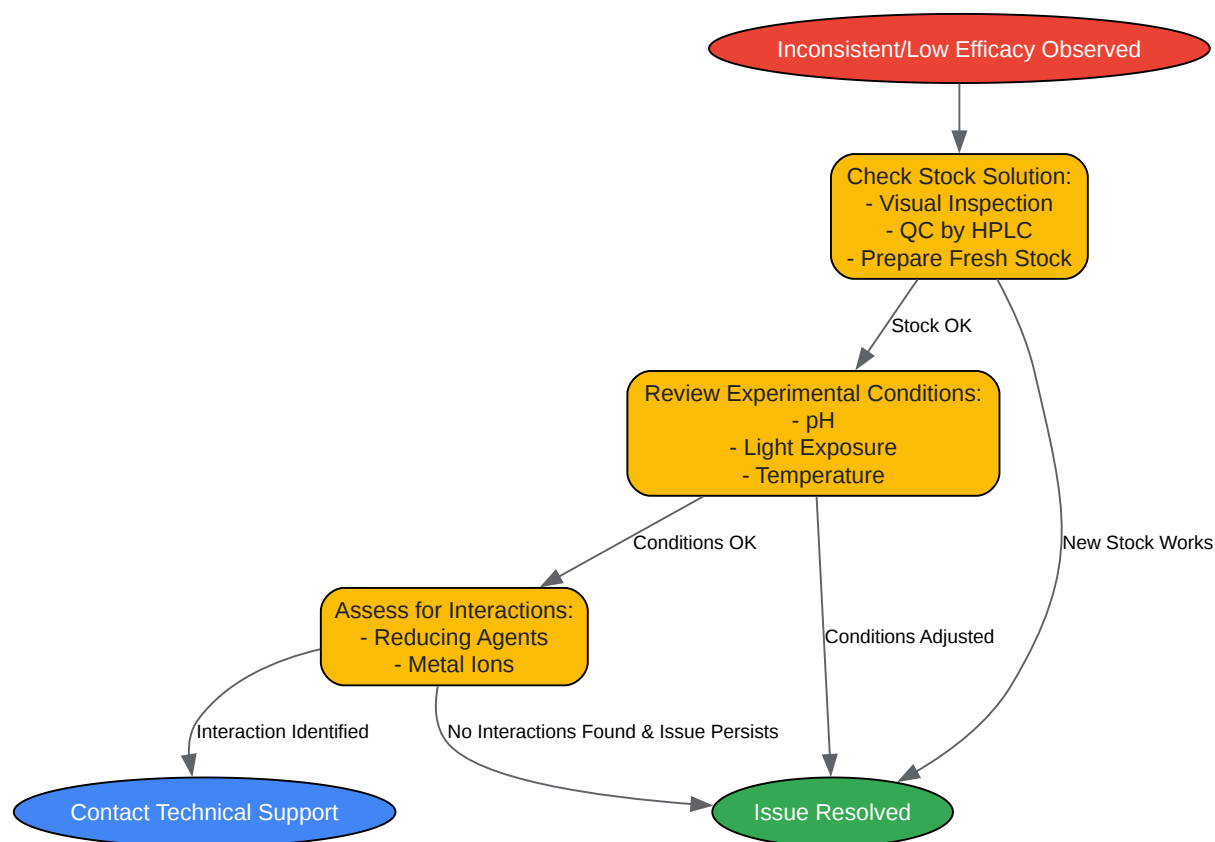 Inconsistent/Low Efficacy Observed
Check Stock Solution:
- Visual Inspection
- QC by HPLC
- Prepare Fresh Stock
Stock OK
Review Experimental Conditions:
- pH
- Light Exposure
- Temperature
Conditions OK
New Stock Works
Assess for Interactions:
- Reducing Agents
- Metal Ions
Conditions Adjusted
Interaction Identified
No Interactions Found & Issue Persists
Contact Technical Support
Issue Resolved